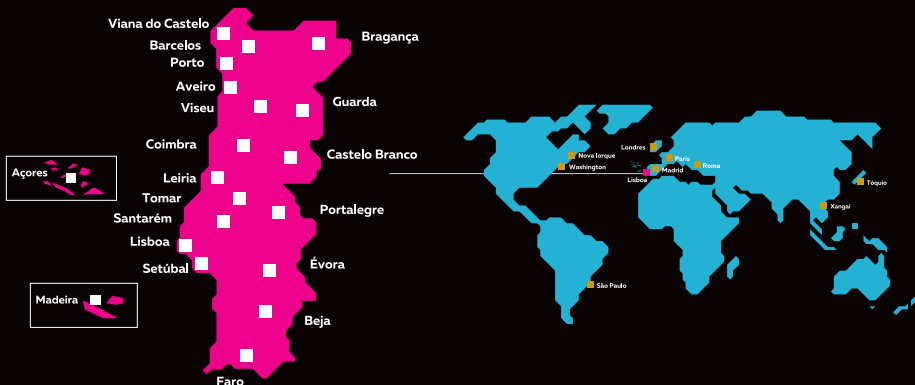 Viana do Castelo
Barcelos
Bragança
Porto
Aveiro
Viseu
Guarda
Coimbra
Castelo Branco
Açores
Leiria
Tomar
Portalegre
Santarém
Lisboa
Setúbal
Évora
Madeira
Beja
Faro
Londres
Nova Iorque
Paris
Washington
Madrid
Roma
Lisboa
Tóquio
Xangai
São Paulo